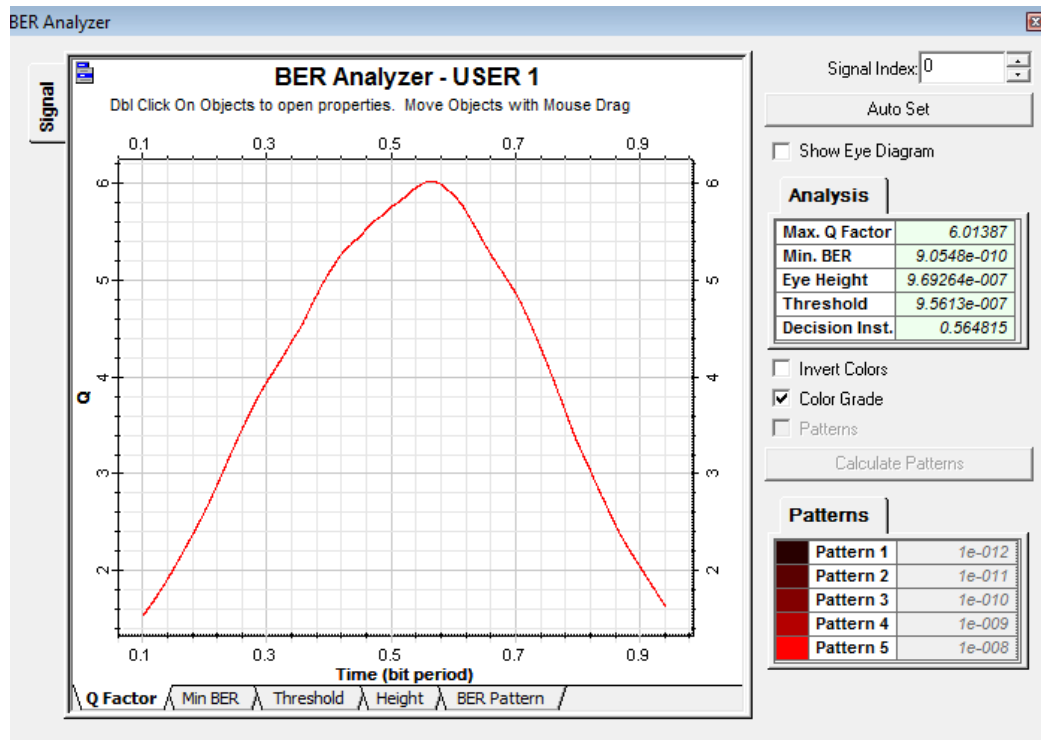 BER Analyzer
Signal
BER Analyzer - USER 1
Dbl Click On Objects to open properties. Move Objects with Mouse Drag
0.1 0.3 0.5 0.7 0.9
6 6
5 5
4 4
Q
3 3
2 2
0.1 0.3 0.5 0.7 0.9
Time (bit period)
Q Factor Min BER Threshold Height BER Pattern
Signal Index: 0
Auto Set
Show Eye Diagram
Analysis
Max. Q Factor 6.01387
Min. BER 9.0548e-010
Eye Height 9.69264e-007
Threshold 9.5613e-007
Decision Inst. 0.564815
Invert Colors
Color Grade
Patterns
Calculate Patterns
Patterns
Pattern 1 1e-012
Pattern 2 1e-011
Pattern 3 1e-010
Pattern 4 1e-009
Pattern 5 1e-008